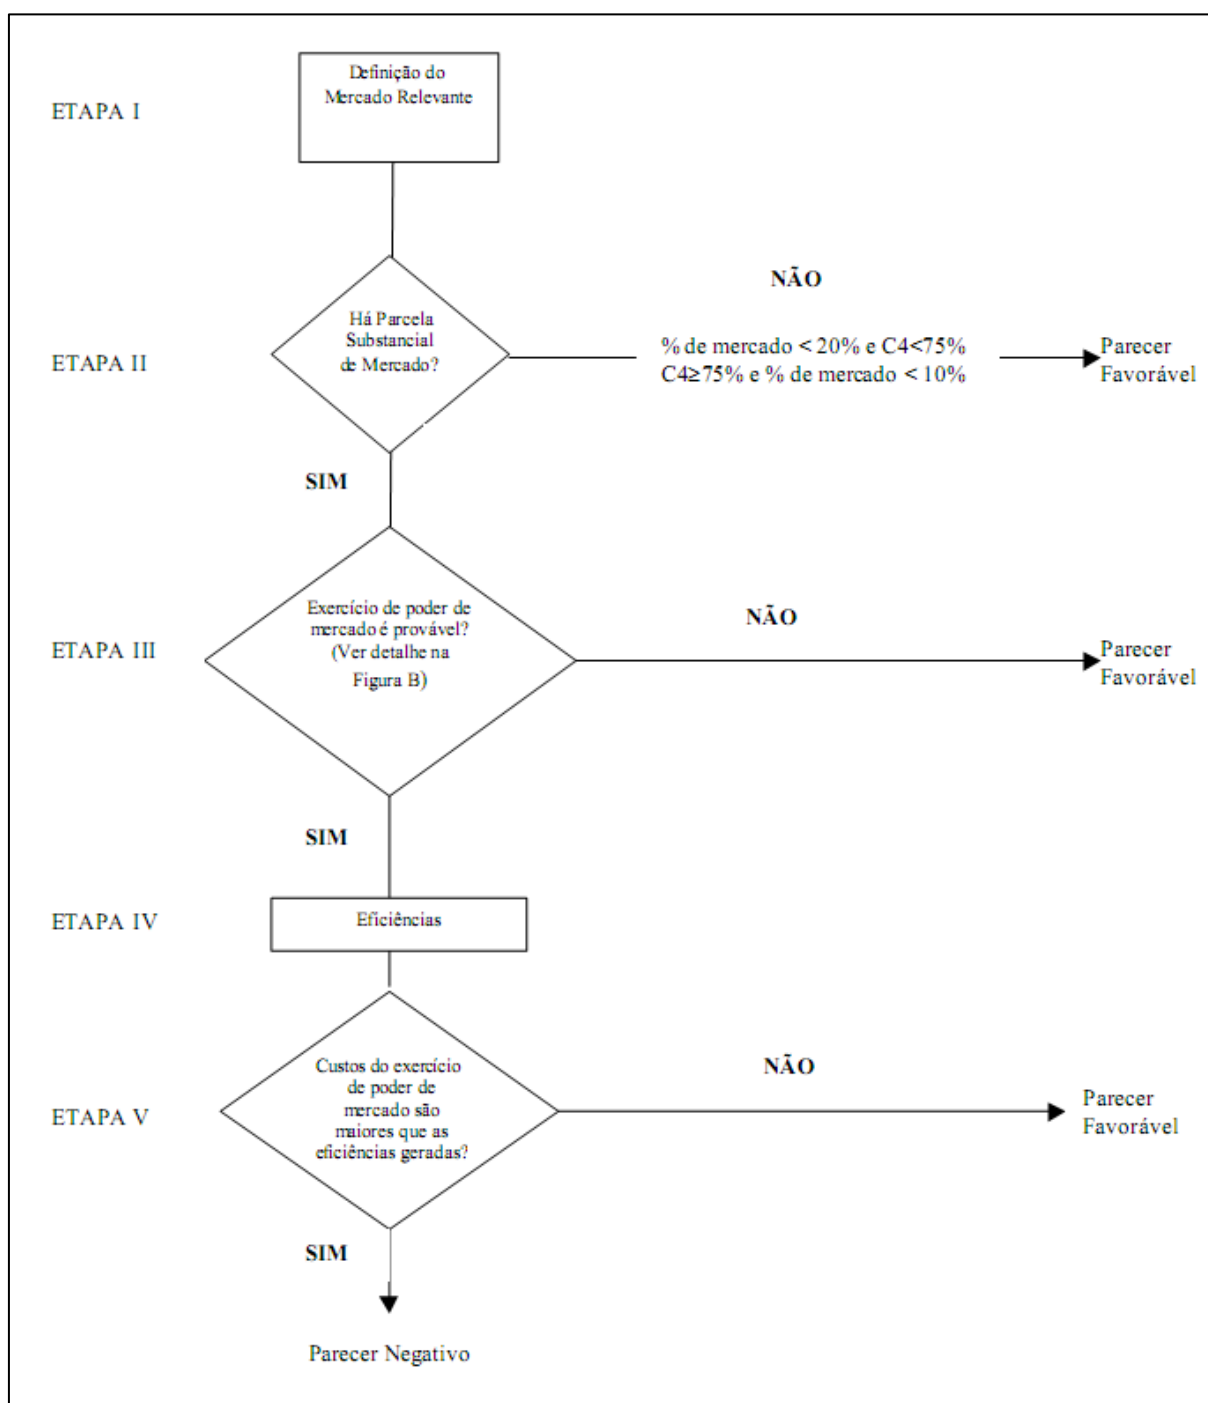 ETAPA I
Definição do
Mercado Relevante
ETAPA II
Há Parcela
Substancial
de Mercado?
NÃO
% de mercado < 20% e C4<75%
C4≥75% e % de mercado < 10%
Parecer
Favorável
SIM
ETAPA III
Exercício de poder de
mercado é provável?
(Ver detalhe na
Figura B)
NÃO
Parecer
Favorável
SIM
ETAPA IV
Eficiências
ETAPA V
Custos do exercício
de poder de
mercado são
maiores que as
eficiências geradas?
NÃO
Parecer
Favorável
SIM
Parecer Negativo